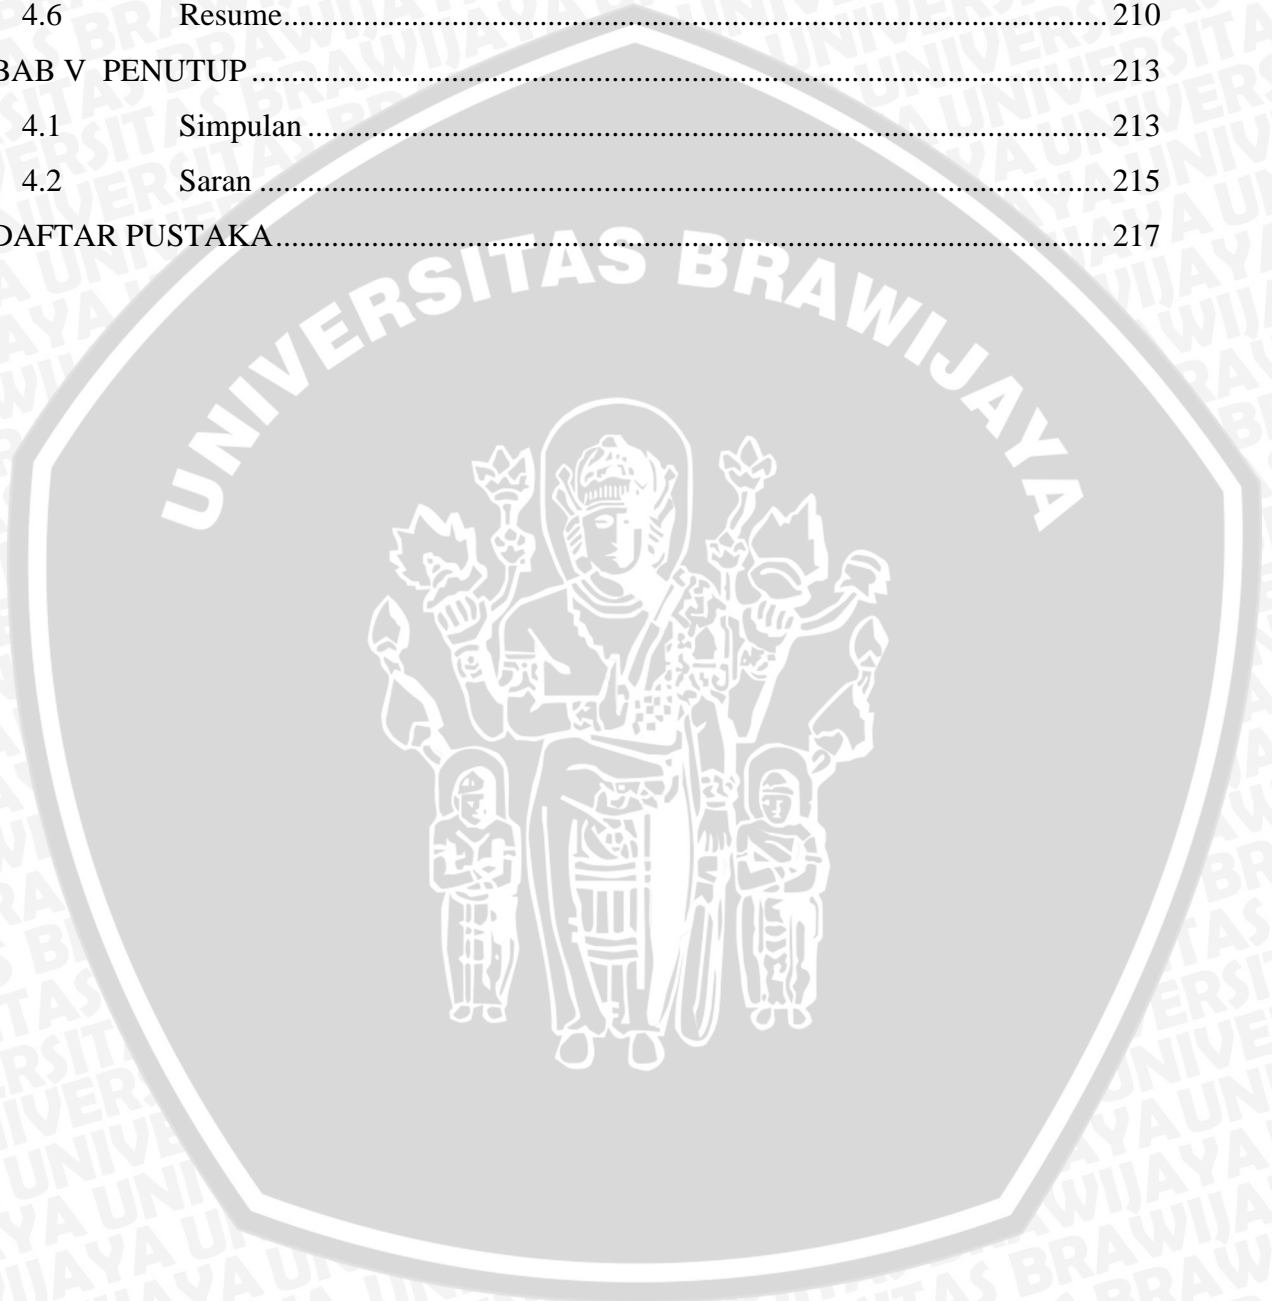 4.6 Resume........................................................................................................ 210
BAB V PENUTUP ........................................................................................................... 213
4.1 Simpulan .................................................................................................... 213
4.2 Saran .......................................................................................................... 215
DAFTAR PUSTAKA........................................................................................................ 217
UNIVERSITAS BRAWIJAYA